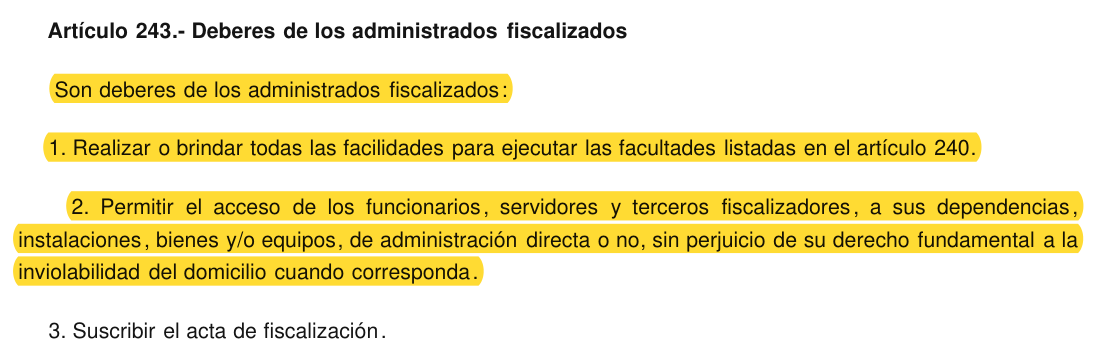 Artículo 243.- Deberes de los administrados fiscalizados
Son deberes de los administrados fiscalizados:
1. Realizar o brindar todas las facilidades para ejecutar las facultades listadas en el artículo 240.
2. Permitir el acceso de los funcionarios, servidores y terceros fiscalizadores, a sus dependencias,
instalaciones, bienes y/o equipos, de administración directa o no, sin perjuicio de su derecho fundamental a la
inviolabilidad del domicilio cuando corresponda.
3. Suscribir el acta de fiscalización.